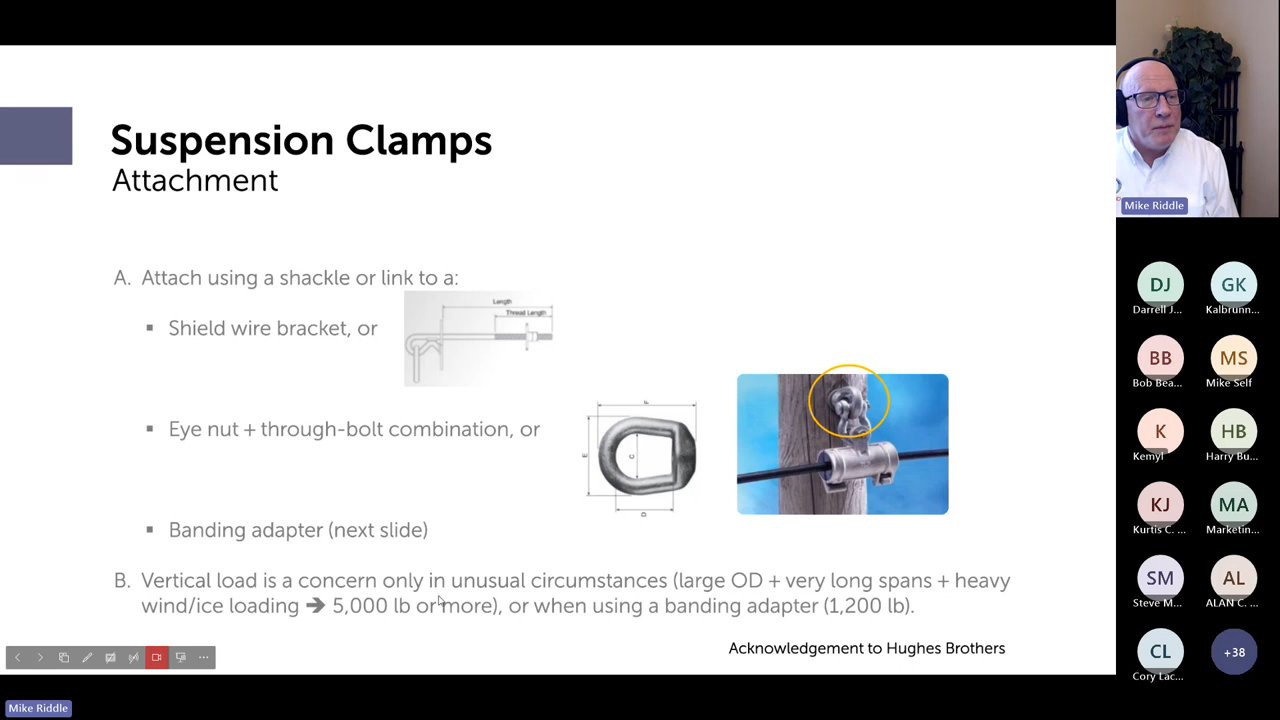 Suspension Clamps
Attachment
A. Attach using a shackle or link to a:
▪ Shield wire bracket, or
Length
Thread Length
▪ Eye nut + through-bolt combination, or
F
E
C
D
▪ Banding adapter (next slide)
B. Vertical load is a concern only in unusual circumstances (large OD + very long spans + heavy
wind/ice loading ➔ 5,000 lb or more), or when using a banding adapter (1,200 lb).
Acknowledgement to Hughes Brothers
Mike Riddle
Mike Riddle
DJ
GK
Darrell J...
Kalbrunn...
BB
MS
Bob Bea...
Mike Self
K
HB
Kemyl
Harry Bu...
KJ
MA
Kurtis C. ...
Marketin...
SM
AL
Steve M...
ALAN C. ...
CL
+38
Cory Lac...